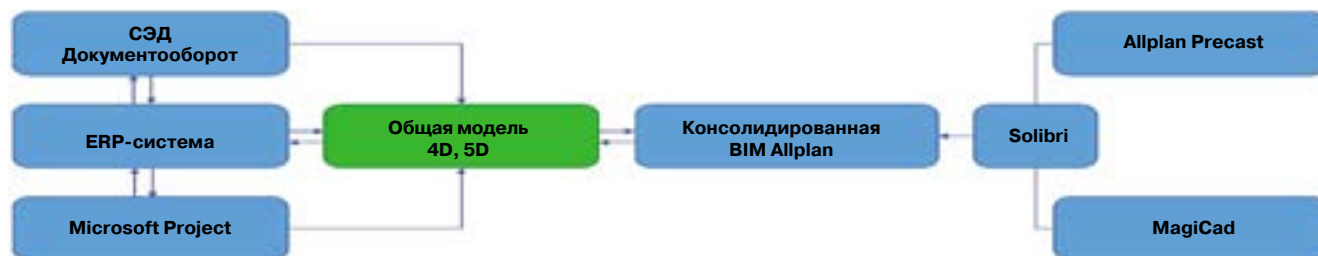 СЭД
Документооборот
Allplan Precast
ERP-система
Общая модель
4D, 5D
Консолидированная
BIM Allplan
Solibri
Microsoft Project
MagiCad